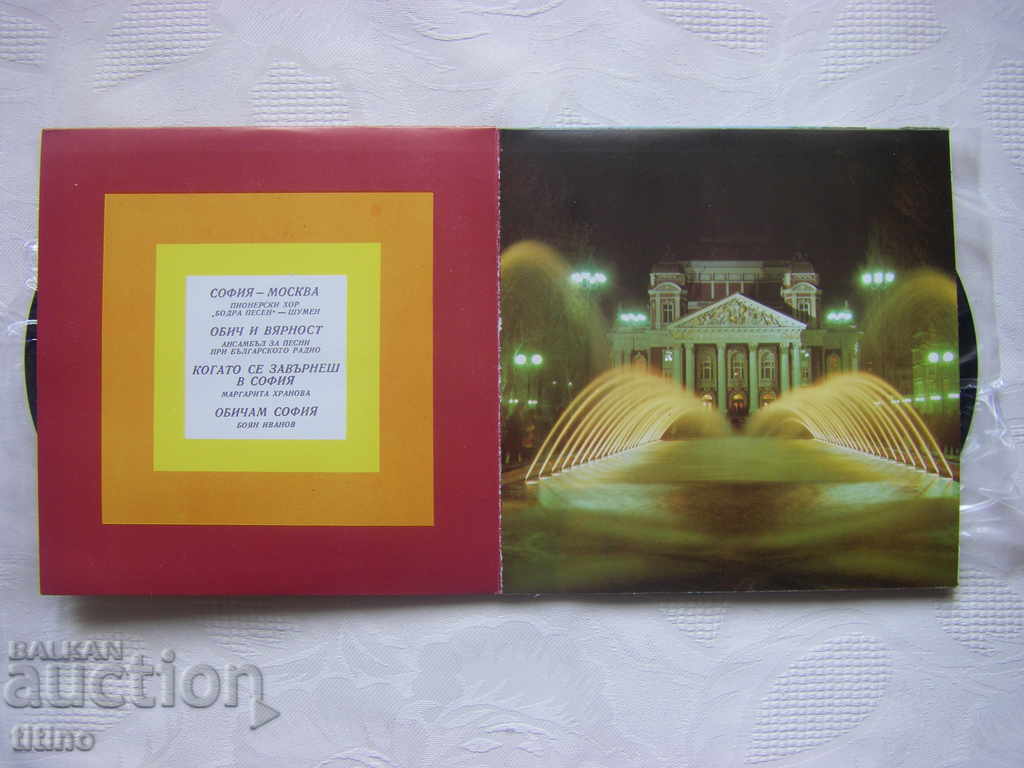 СОФИЯ — МОСКВА
ПИОНЕРСКИ ХОР
„БОДРА ПЕСЕН" — ШУМЕН
ОБИЧ И ВЯРНОСТ
АНСАМБЪЛ ЗА ПЕСНИ
ПРИ БЪЛГАРСКОТО РАДИО
КОГАТО СЕ ЗАВЪРНЕШ
В СОФИЯ
МАРГАРИТА ХРАНОВА
ОБИЧАМ СОФИЯ
БОЯН ИВАНОВ
BALKAN
auction
titino